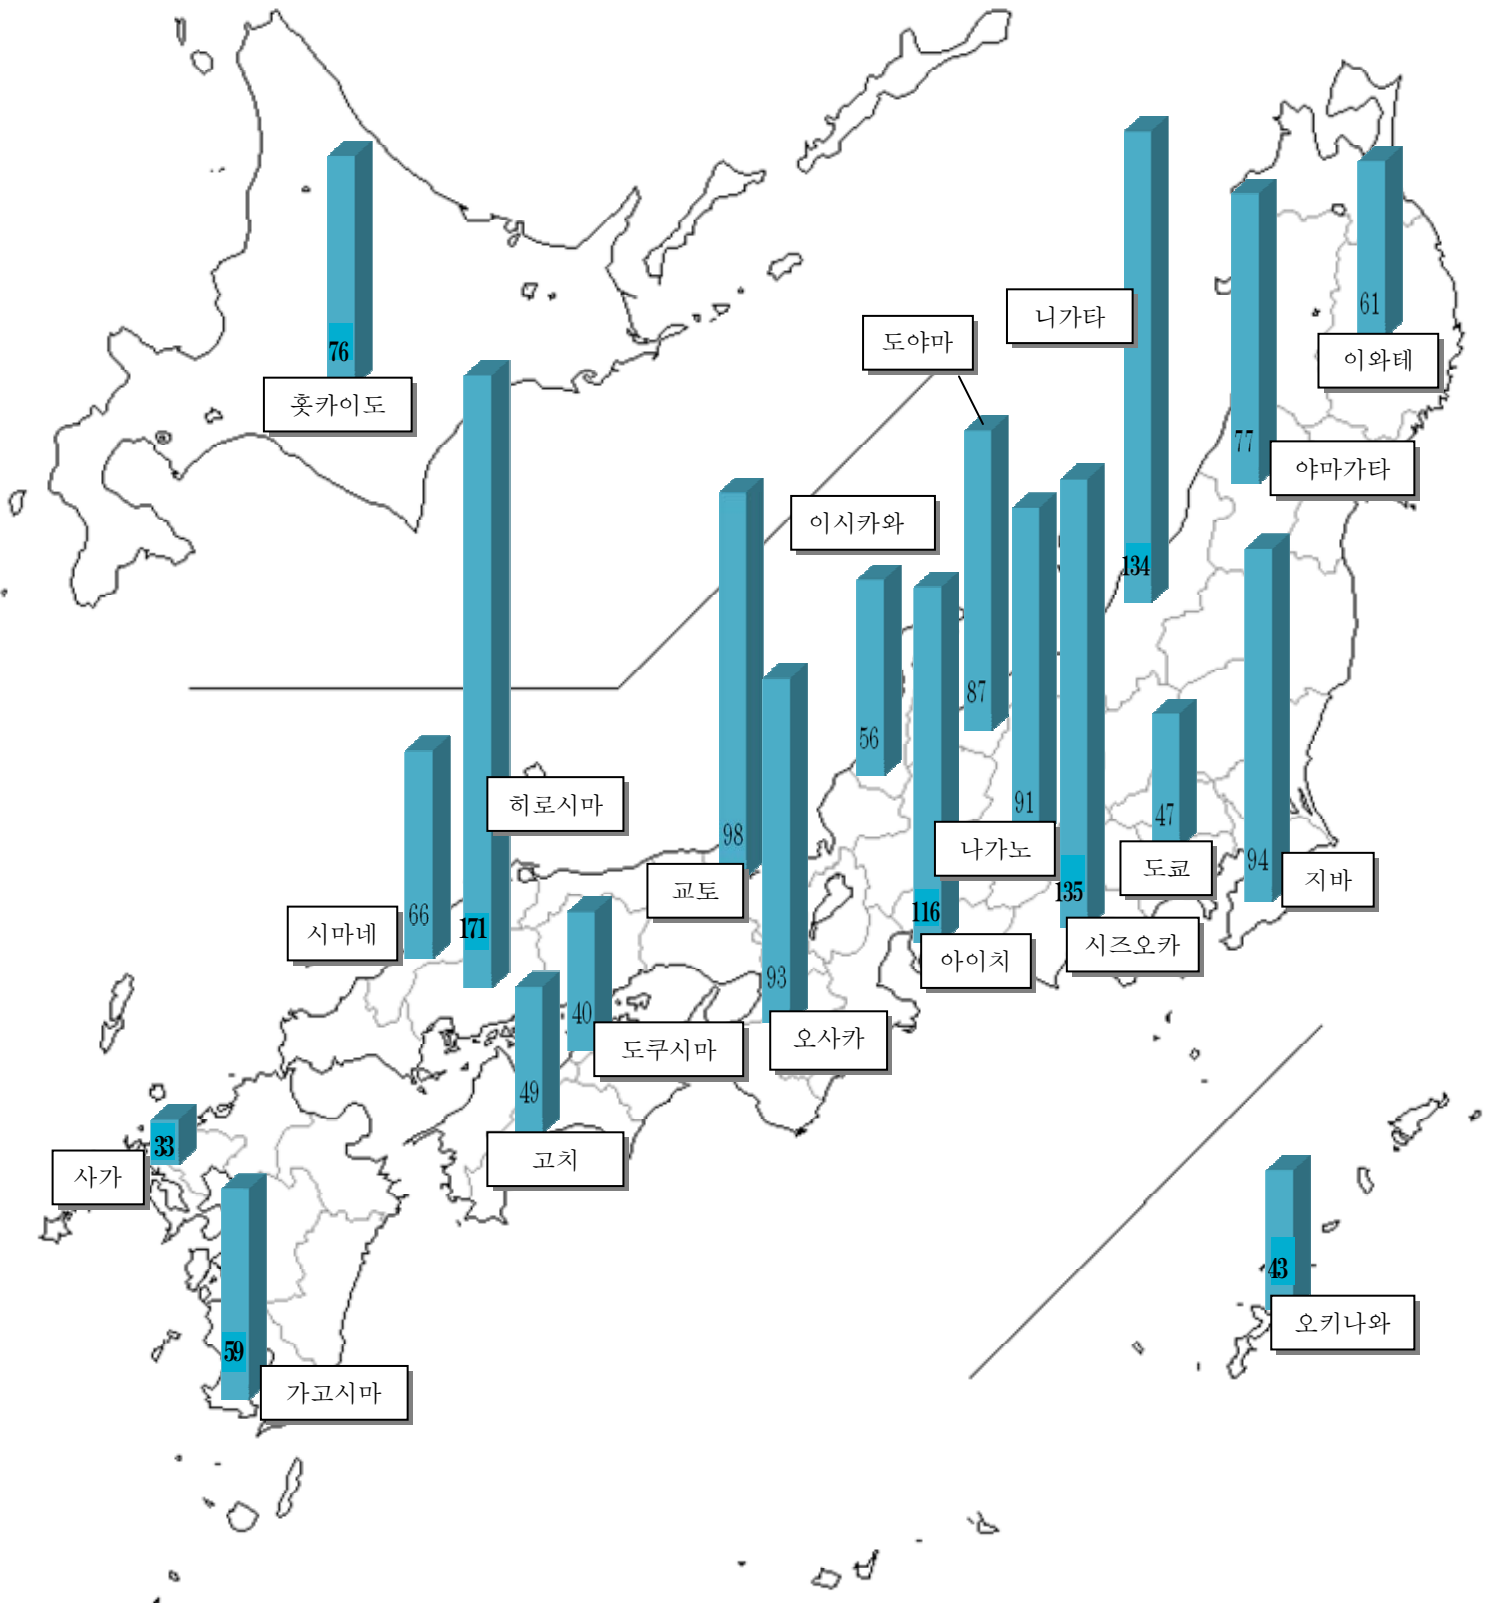 76
홋카이도
니가타
134
61
이와테
77
야마가타
도야마
87
이시카와
56
히로시마
171
시마네
66
98
교토
93
오사카
91
나가노
116
아이치
135
시즈오카
47
도쿄
94
지바
40
도쿠시마
49
고치
33
사가
59
가고시마
43
오키나와